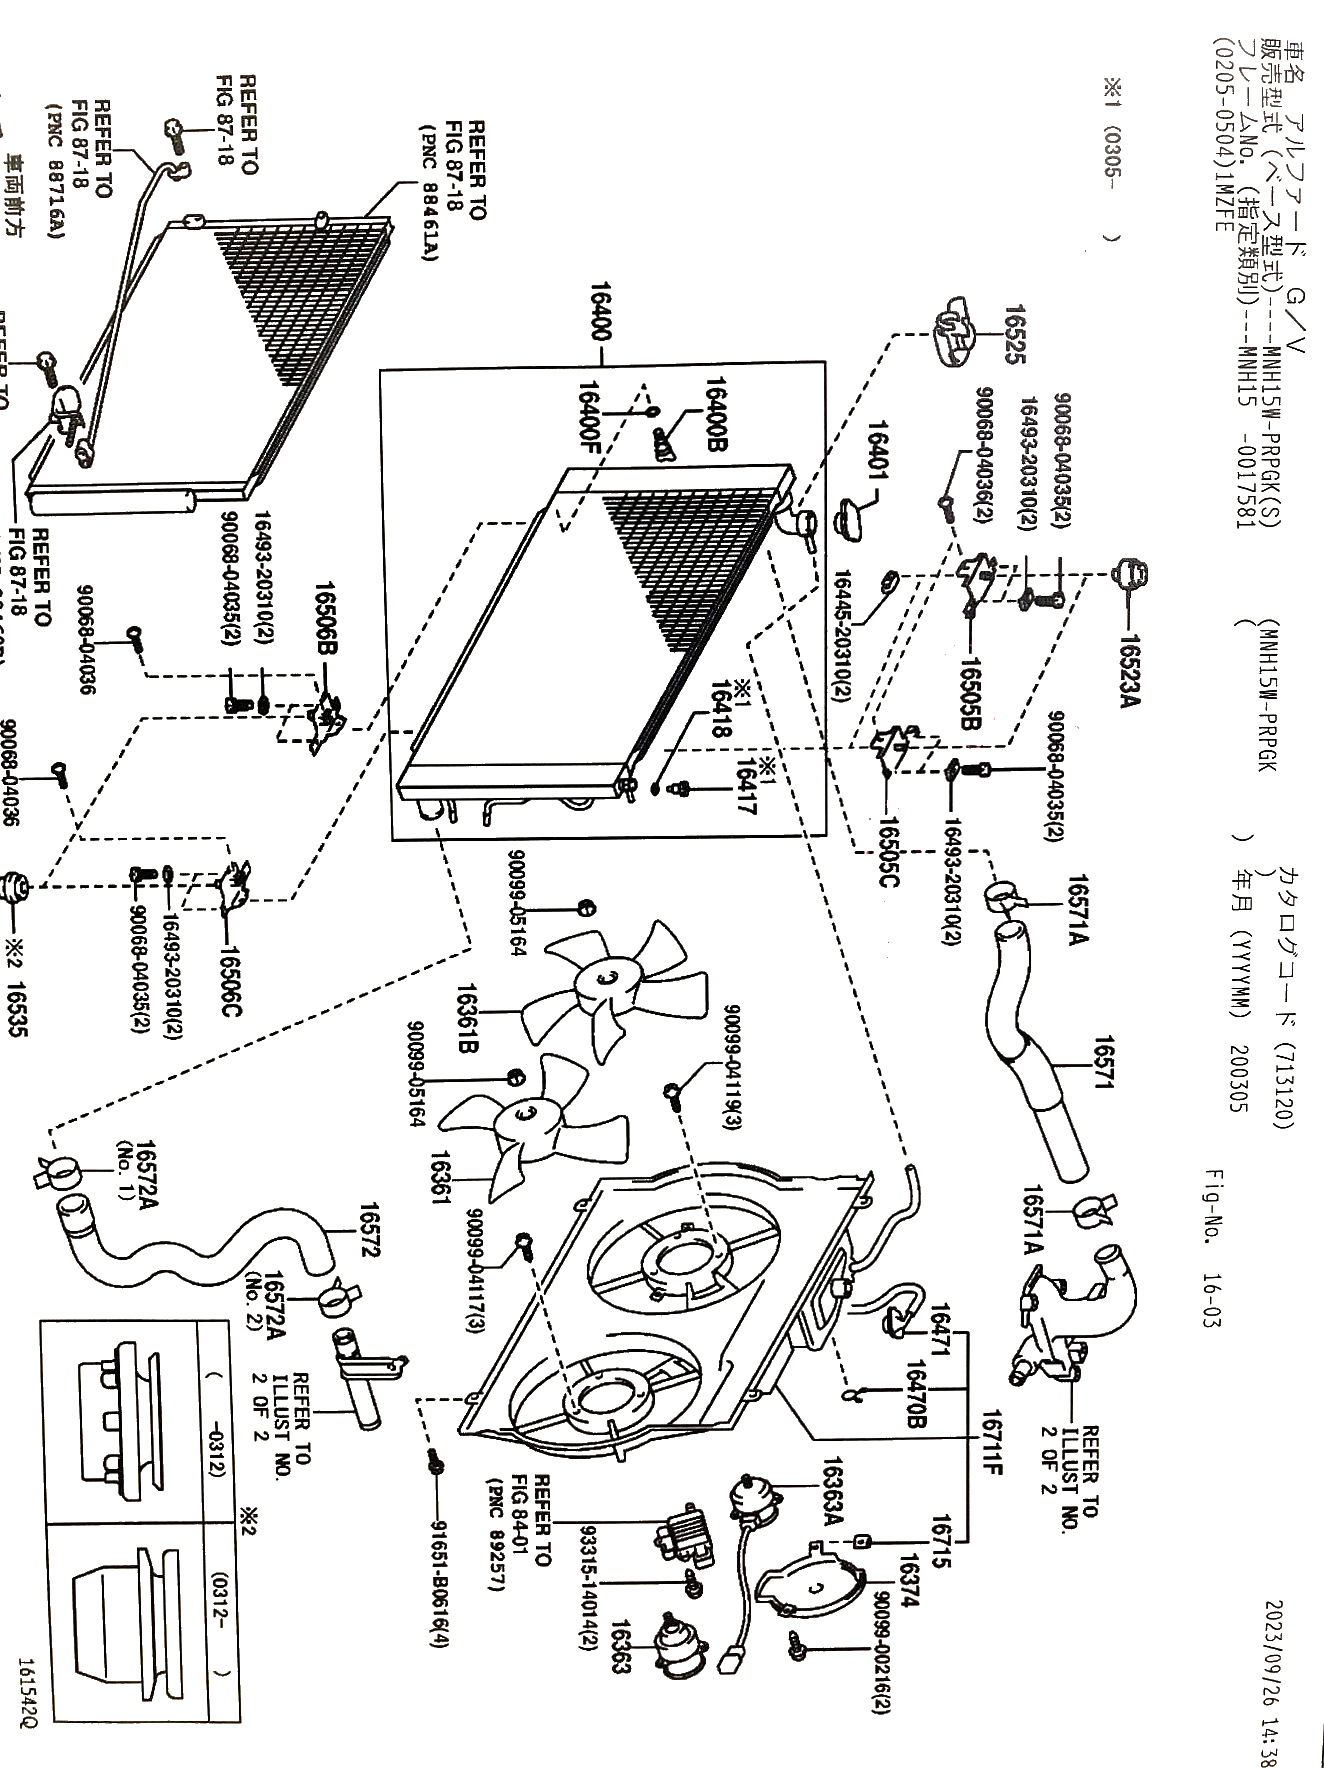 車名 アルファード G/V
販売型式 (ベース型式)---MNH15W-PRPGK(S) (MNH15W-PRPGK ) カタログコード (713120)
フレームNo. (指定類別)---MNH15 -0017581 ( ) 年月 (YYYYMM) 200305
(0205-0504)1MZFE
Fig-No. 16-03
2023/09/26 14:38
※1 (0305- )
16525
90068-04035(2)
16493-20310(2)
90068-04036(2)
16523A
16505B
16401
16445-20310(2)
90068-04035(2)
16493-20310(2)
16505C
16571A
16571
16571A
REFER TO
ILLUST NO.
2 OF 2
REFER TO
FIG 87-18
(PNC 88461A)
16400
16400B
16400F
※1
16418
※1
16417
REFER TO
FIG 87-18
REFER TO
FIG 87-18
(PNC 88716A)
車両前方
REFER TO
REFER TO
FIG 87-18
16493-20310(2)
90068-04035(2)
16506B
90068-04036
90068-04036
16493-20310(2)
90068-04035(2)
16506C
※2 16535
90099-05164
16361B
90099-05164
16361
90099-04119(3)
90099-04117(3)
16572A
(No. 1)
16572
16572A
(No. 2)
REFER TO
ILLUST NO.
2 OF 2
16471
16470B
16711F
16715
16374
16363A
90099-00216(2)
16363
93315-14014(2)
REFER TO
FIG 84-01
(PNC 89257)
91651-B0616(4)
※2
( -0312)
(0312- )
161542Q